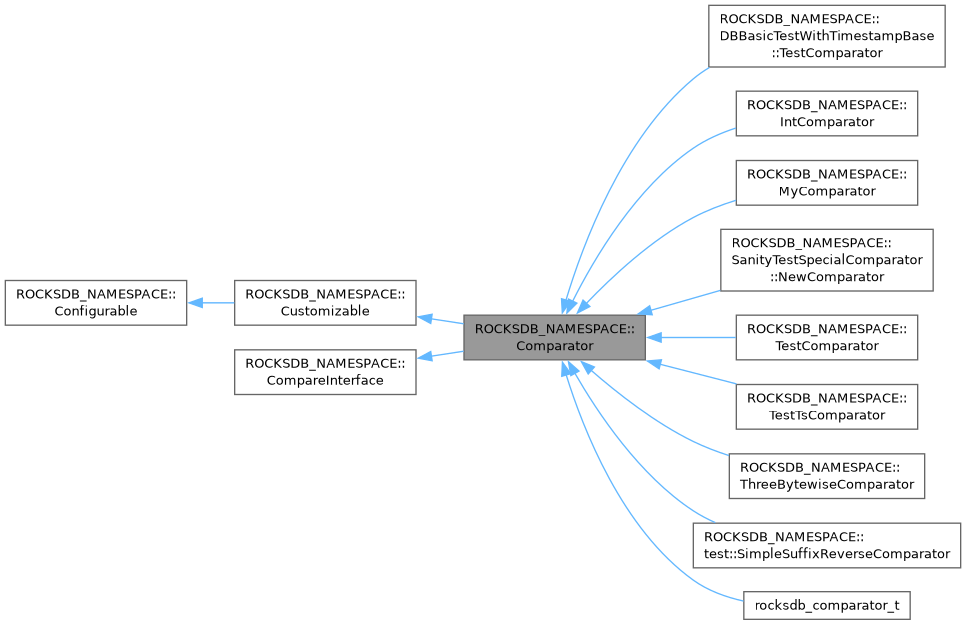 ROCKSDB_NAMESPACE::
Configurable
ROCKSDB_NAMESPACE::
Customizable
ROCKSDB_NAMESPACE::
CompareInterface
ROCKSDB_NAMESPACE::
Comparator
ROCKSDB_NAMESPACE::
DBBasicTestWithTimestampBase
::TestComparator
ROCKSDB_NAMESPACE::
IntComparator
ROCKSDB_NAMESPACE::
MyComparator
ROCKSDB_NAMESPACE::
SanityTestSpecialComparator
::NewComparator
ROCKSDB_NAMESPACE::
TestComparator
ROCKSDB_NAMESPACE::
TestTsComparator
ROCKSDB_NAMESPACE::
ThreeBytewiseComparator
ROCKSDB_NAMESPACE::
test::SimpleSuffixReverseComparator
rocksdb_comparator_t